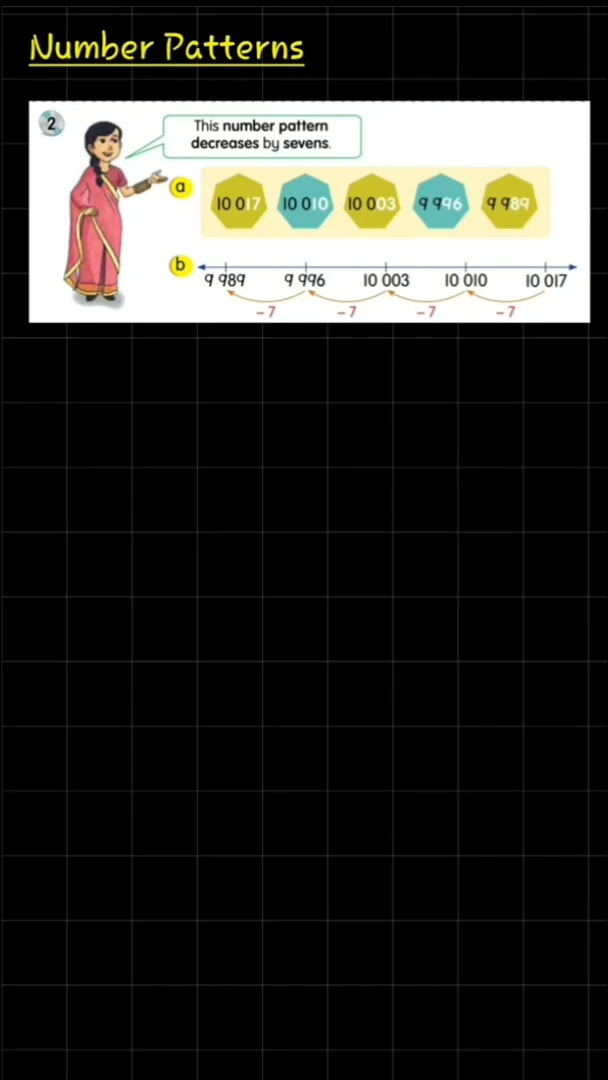 Number Patterns
2
This number pattern
decreases by sevens.
a
10 017 10 010 10 003 9 996 9 989
b
9 989 9 996 10 003 10 010 10 017
– 7 – 7 – 7 – 7